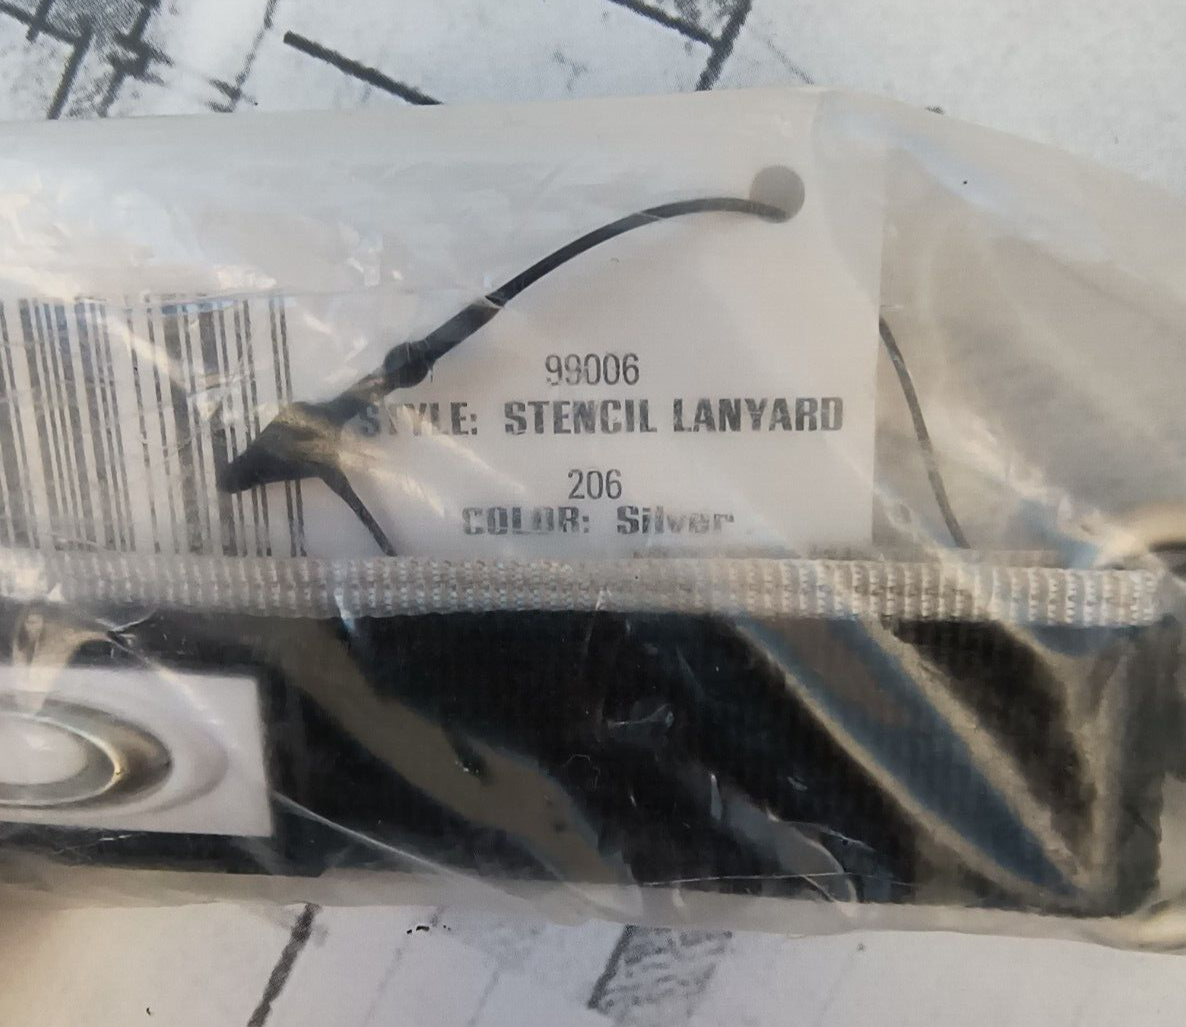 99006
STYLE: STENCIL LANYARD
206
COLOR: Silver